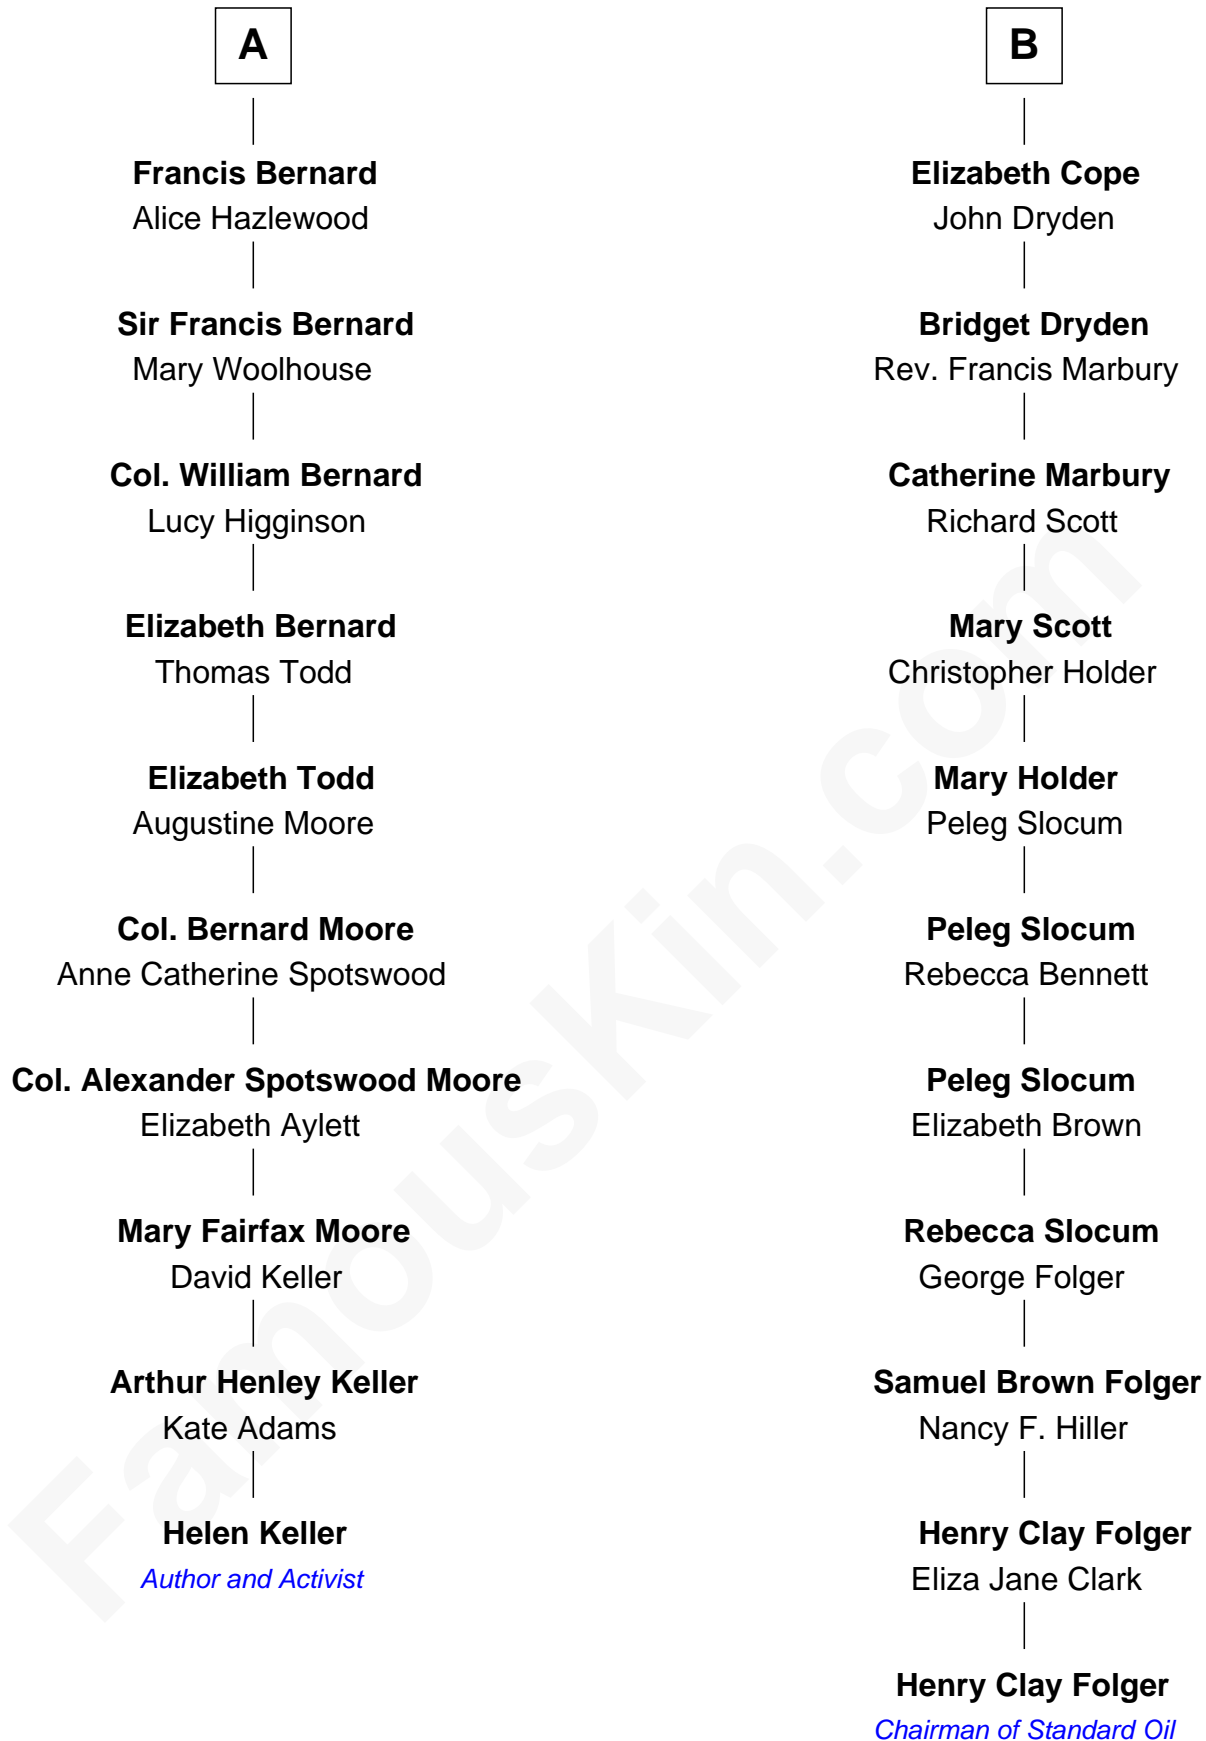 A
Francis Bernard
Alice Hazlewood
Sir Francis Bernard
Mary Woolhouse
Col. William Bernard
Lucy Higginson
Elizabeth Bernard
Thomas Todd
Elizabeth Todd
Augustine Moore
Col. Bernard Moore
Anne Catherine Spotswood
Col. Alexander Spotswood Moore
Elizabeth Aylett
Mary Fairfax Moore
David Keller
Arthur Henley Keller
Kate Adams
Helen Keller
Author and Activist
B
Elizabeth Cope
John Dryden
Bridget Dryden
Rev. Francis Marbury
Catherine Marbury
Richard Scott
Mary Scott
Christopher Holder
Mary Holder
Peleg Slocum
Peleg Slocum
Rebecca Bennett
Peleg Slocum
Elizabeth Brown
Rebecca Slocum
George Folger
Samuel Brown Folger
Nancy F. Hiller
Henry Clay Folger
Eliza Jane Clark
Henry Clay Folger
Chairman of Standard Oil
FamousKin.com